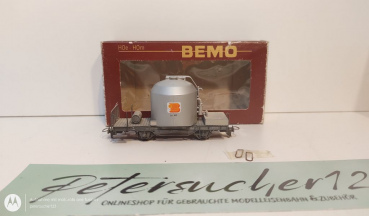 H0e · H0m
BEMO
Petersucher12
ONLINESHOP FÜR GEBRAUCHTE MODELLEISENBAHN & ZUBEHÖR